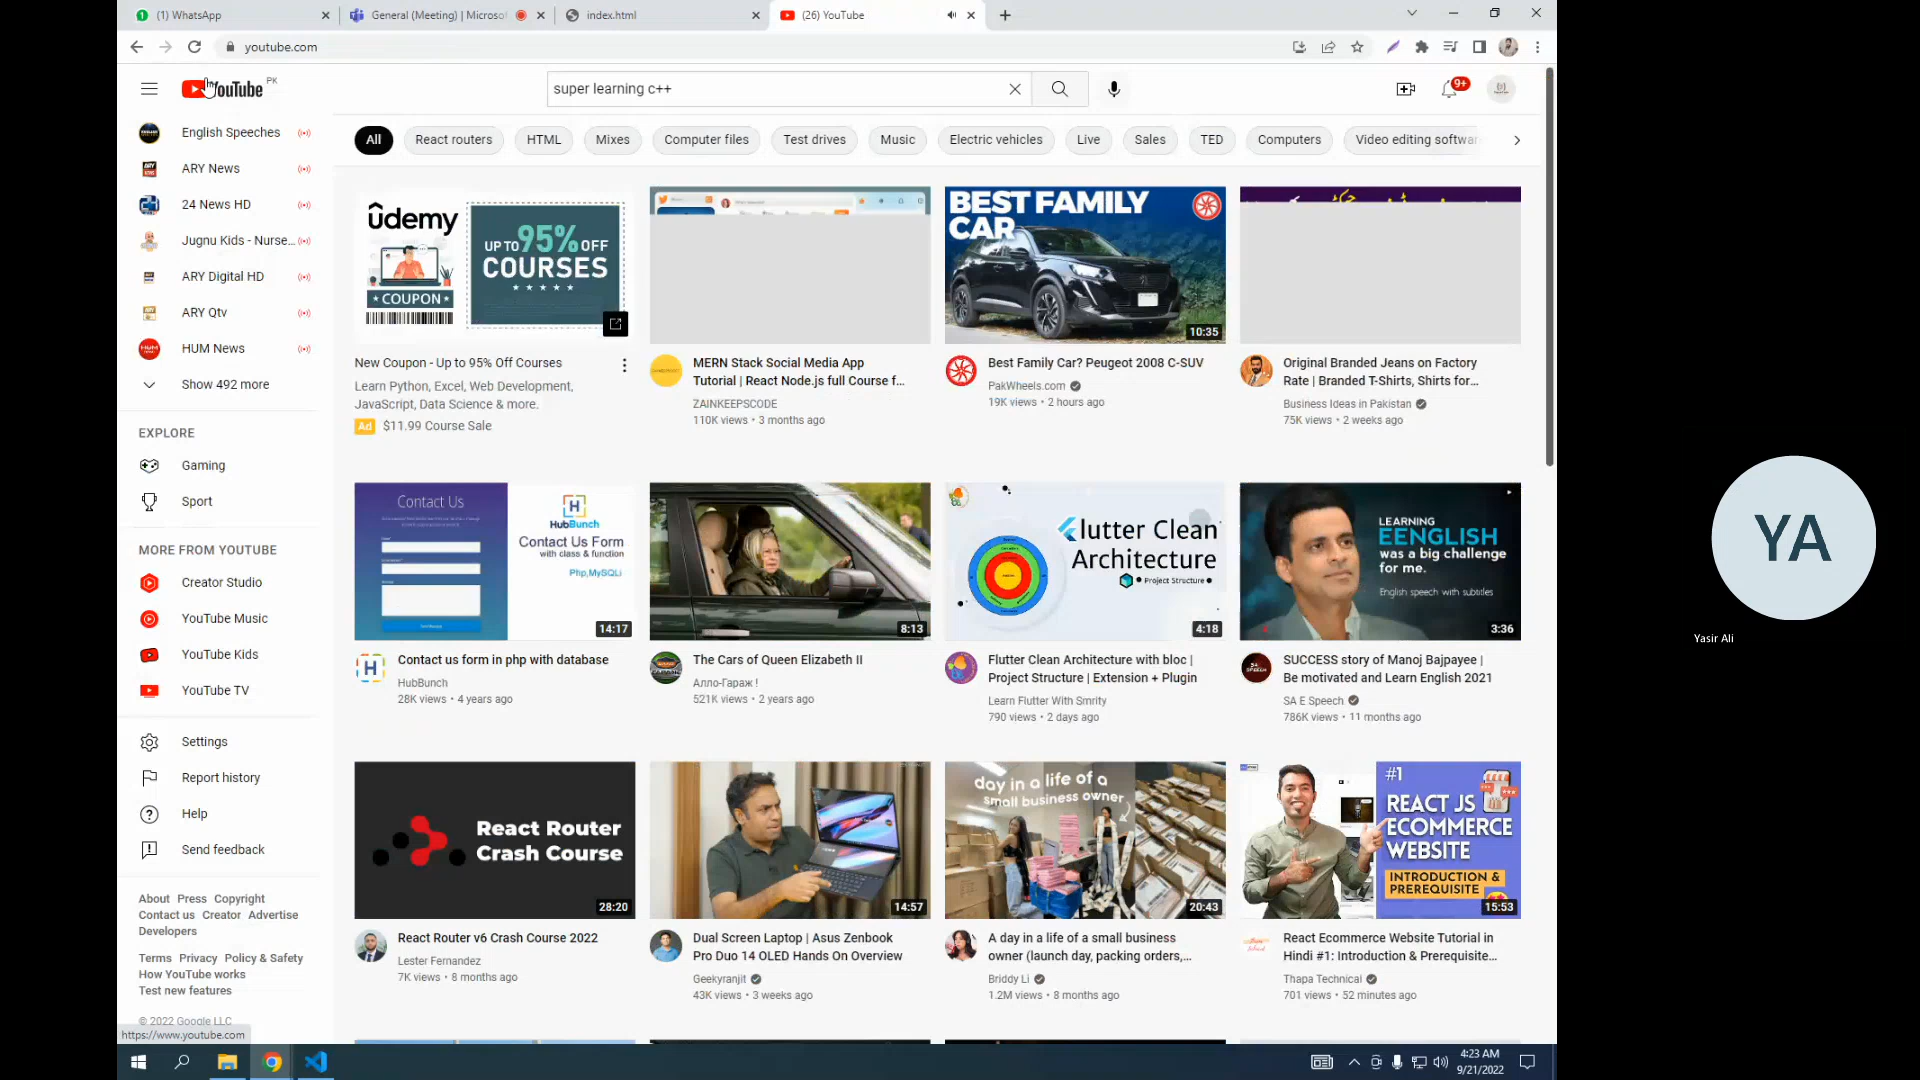 (1) WhatsApp
General (Meeting) | Microso
index.html
(26) YouTube
youtube.com
YouTube PK
super learning c++
9+
English Speeches
ARY News
24 News HD
Jugnu Kids - Nurse...
ARY Digital HD
ARY Qtv
HUM News
Show 492 more
EXPLORE
Gaming
Sport
MORE FROM YOUTUBE
Creator Studio
YouTube Music
YouTube Kids
YouTube TV
Settings
Report history
Help
Send feedback
About Press Copyright
Contact us Creator Advertise
Developers
Terms Privacy Policy & Safety
How YouTube works
Test new features
© 2022 Google LLC
https://www.youtube.com
All
React routers
HTML
Mixes
Computer files
Test drives
Music
Electric vehicles
Live
Sales
TED
Computers
Video editing softwar
ûdemy
COUPON
UP TO 95% OFF
COURSES
New Coupon - Up to 95% Off Courses
Learn Python, Excel, Web Development,
JavaScript, Data Science & more.
Ad $11.99 Course Sale
MERN Stack Social Media App
Tutorial | React Node.js full Course f...
ZAINKEEPSCODE
110K views • 3 months ago
BEST FAMILY
CAR
10:35
Best Family Car? Peugeot 2008 C-SUV
PakWheels.com
19K views • 2 hours ago
Original Branded Jeans on Factory
Rate | Branded T-Shirts, Shirts for...
Business Ideas in Pakistan
75K views • 2 weeks ago
Contact Us
HubBunch
Contact Us Form
with class & function
Php,MySQLi
14:17
Contact us form in php with database
HubBunch
28K views • 4 years ago
8:13
The Cars of Queen Elizabeth II
Алло-Гараж !
521K views • 2 years ago
lutter Clean
Architecture
Project Structure
4:18
Flutter Clean Architecture with bloc |
Project Structure | Extension + Plugin
Learn Flutter With Smrity
790 views • 2 days ago
LEARNING
EENGLISH
was a big challenge
for me.
English speech with subtitles
3:36
SUCCESS story of Manoj Bajpayee |
Be motivated and Learn English 2021
SA E Speech
786K views • 11 months ago
React Router
Crash Course
28:20
React Router v6 Crash Course 2022
Lester Fernandez
7K views • 8 months ago
14:57
Dual Screen Laptop | Asus Zenbook
Pro Duo 14 OLED Hands On Overview
Geekyranjit
43K views • 3 weeks ago
day in a life of a
small business owner
20:43
A day in a life of a small business
owner (launch day, packing orders,...
Briddy Li
1.2M views • 8 months ago
#1
REACT JS
ECOMMERCE
WEBSITE
INTRODUCTION &
PREREQUISITE
15:53
React Ecommerce Website Tutorial in
Hindi #1: Introduction & Prerequisite...
Thapa Technical
701 views • 52 minutes ago
YA
Yasir Ali
4:23 AM
9/21/2022